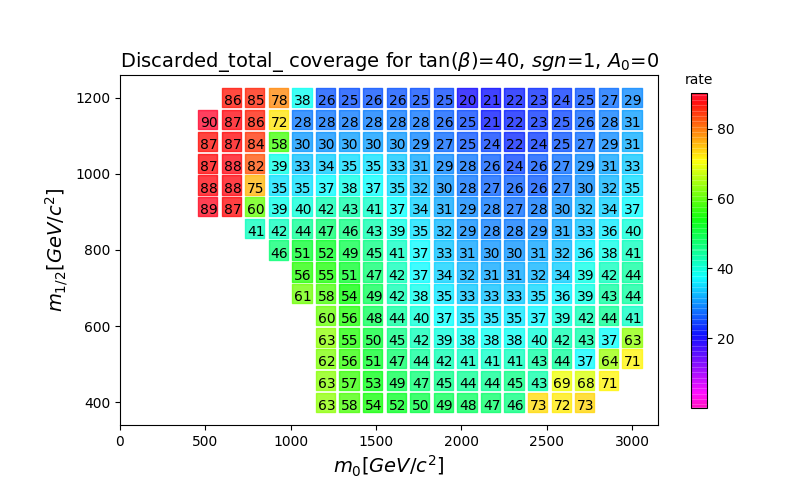 Discarded_total_ coverage for tan(β)=40, sgn=1, A₀=0
rate
1200
86 85 78 38 26 25 26 26 25 25 20 21 22 23 24 25 27 29
90 87 86 72 28 28 28 28 28 28 26 25 21 22 23 25 26 28 31
87 87 84 58 30 30 30 30 30 29 27 25 24 22 24 25 27 29 31
1000
87 88 82 39 33 34 35 35 33 31 29 28 26 24 26 27 29 31 33
88 88 75 35 35 37 38 37 35 32 30 28 27 26 26 27 30 32 35
89 87 60 39 40 42 43 41 37 34 31 29 28 27 28 30 32 34 37
41 42 44 47 46 43 39 35 32 29 28 28 29 31 33 36 40
800
46 51 52 49 45 41 37 33 31 30 30 31 32 36 38 41
56 55 51 47 42 37 34 32 31 31 32 34 39 42 44
61 58 54 49 42 38 35 33 33 33 35 36 39 43 44
600
60 56 48 44 40 37 35 35 35 37 39 42 44 41
63 55 50 45 42 39 38 38 38 40 42 43 37 63
62 56 51 47 44 42 41 41 41 43 44 37 64 71
63 57 53 49 47 45 44 44 45 43 69 68 71
400
63 58 54 52 50 49 48 47 46 73 72 73
0 500 1000 1500 2000 2500 3000
m₀[GeV/c²]
m₁/₂[GeV/c²]
80
60
40
20